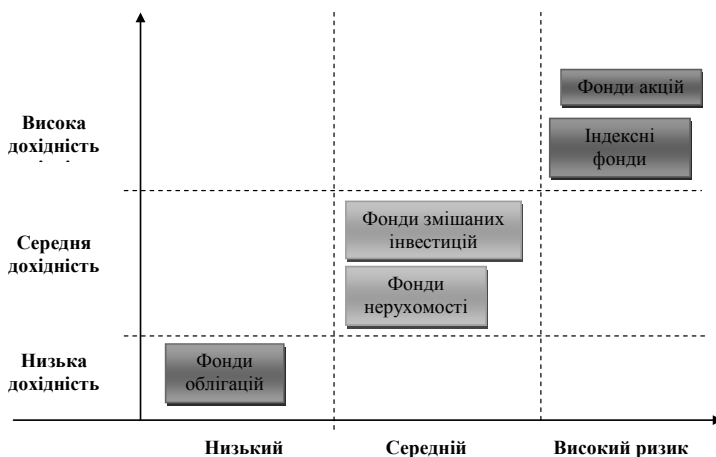 Фонди акцій
Висока
дохідність
Індексні
фонди
Середня
дохідність
Фонди змішаних
інвестицій
Фонди
нерухомості
Низька
дохідність
Фонди
облігацій
Низький
Середній
Високий ризик